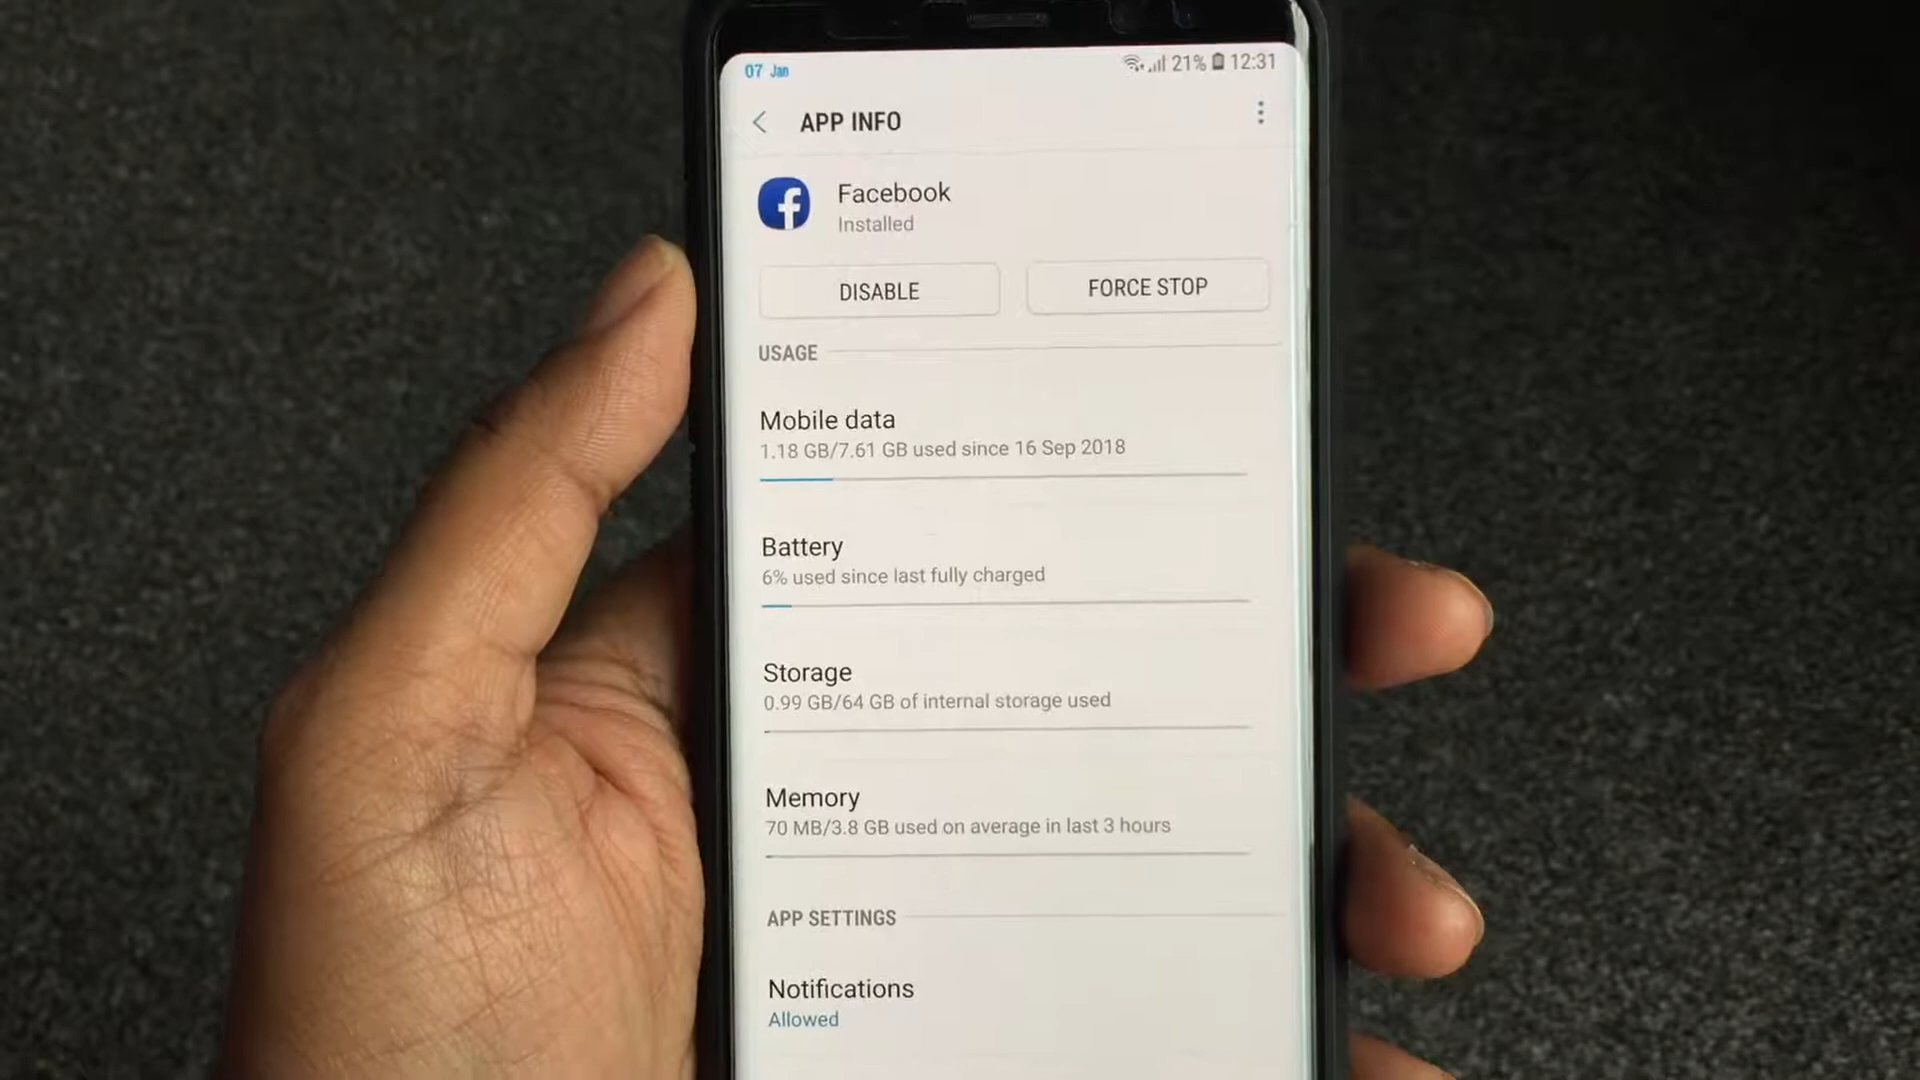 07 Jan 21% 12:31
APP INFO
Facebook
Installed
DISABLE FORCE STOP
USAGE
Mobile data
1.18 GB/7.61 GB used since 16 Sep 2018
Battery
6% used since last fully charged
Storage
0.99 GB/64 GB of internal storage used
Memory
70 MB/3.8 GB used on average in last 3 hours
APP SETTINGS
Notifications
Allowed